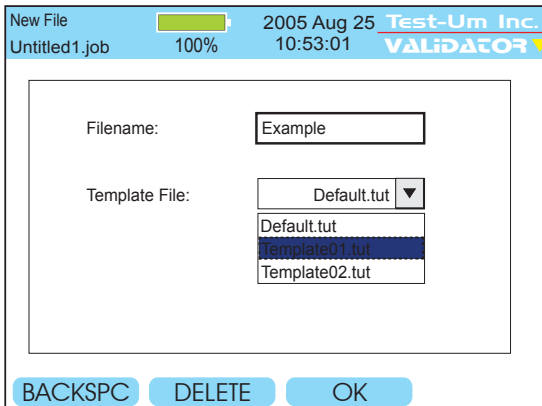 New File
Untitled1.job
100%
2005 Aug 25
10:53:01
Test-Um Inc.
VALIDATOR
Filename:
Example
Template File:
Default.tut
Default.tut
Template01.tut
Template02.tut
BACKSPC
DELETE
OK